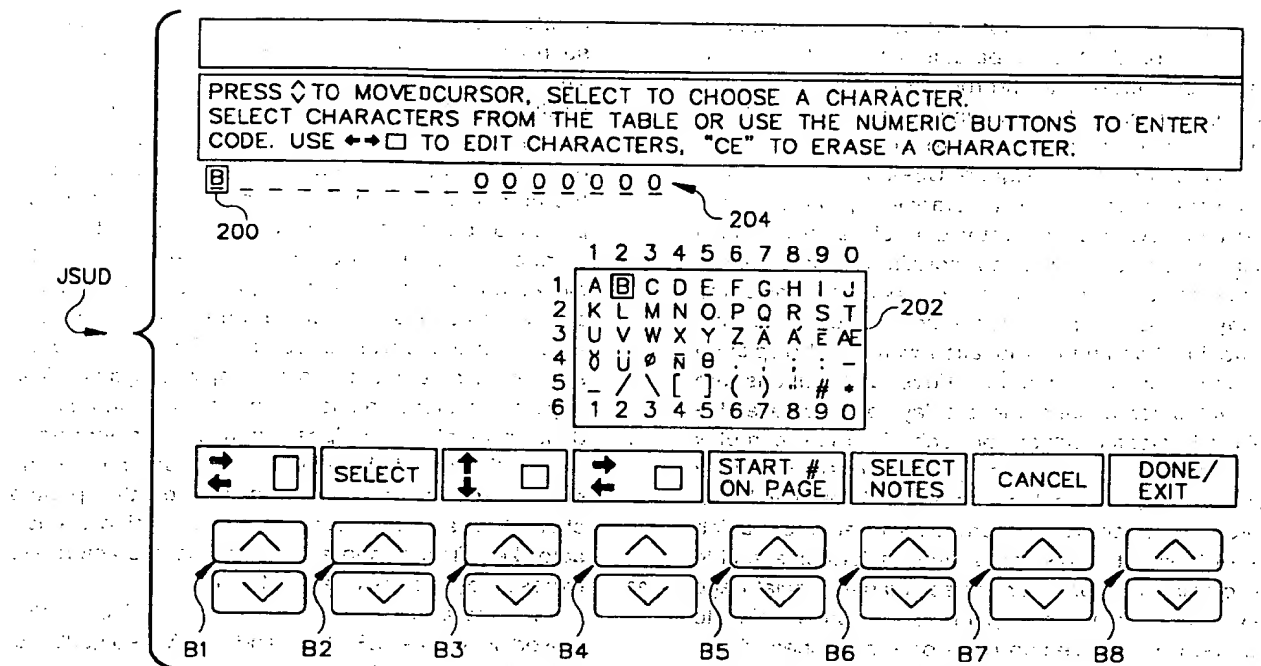 PRESS ◇ TO MOVE□CURSOR, SELECT TO CHOOSE A CHARACTER.
SELECT CHARACTERS FROM THE TABLE OR USE THE NUMERIC BUTTONS TO ENTER
CODE. USE ←→□ TO EDIT CHARACTERS, "CE" TO ERASE A CHARACTER.
B _ _ _ _ _ _ _ _ 0 0 0 0 0 0 0
200
204
JSUD
1 2 3 4 5 6 7 8 9 0
1 A B C D E F G H I J
2 K L M N O P Q R S T
202
3 U V W X Y Z Ä Á Ē Æ
4 Ü Ø Ñ θ . , ; : –
5 _ / \ [ ] ( ) " # *
6 1 2 3 4 5 6 7 8 9 0
SELECT
START #
ON PAGE
SELECT
NOTES
CANCEL
DONE/
EXIT
B1 B2 B3 B4 B5 B6 B7 B8